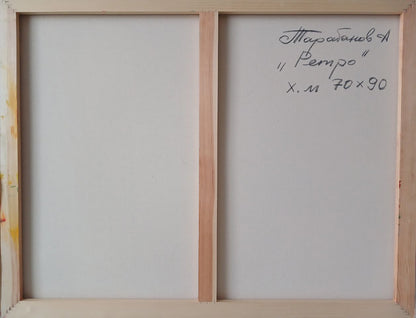 Тарабанов А
„Ретро"
х.м 70×90